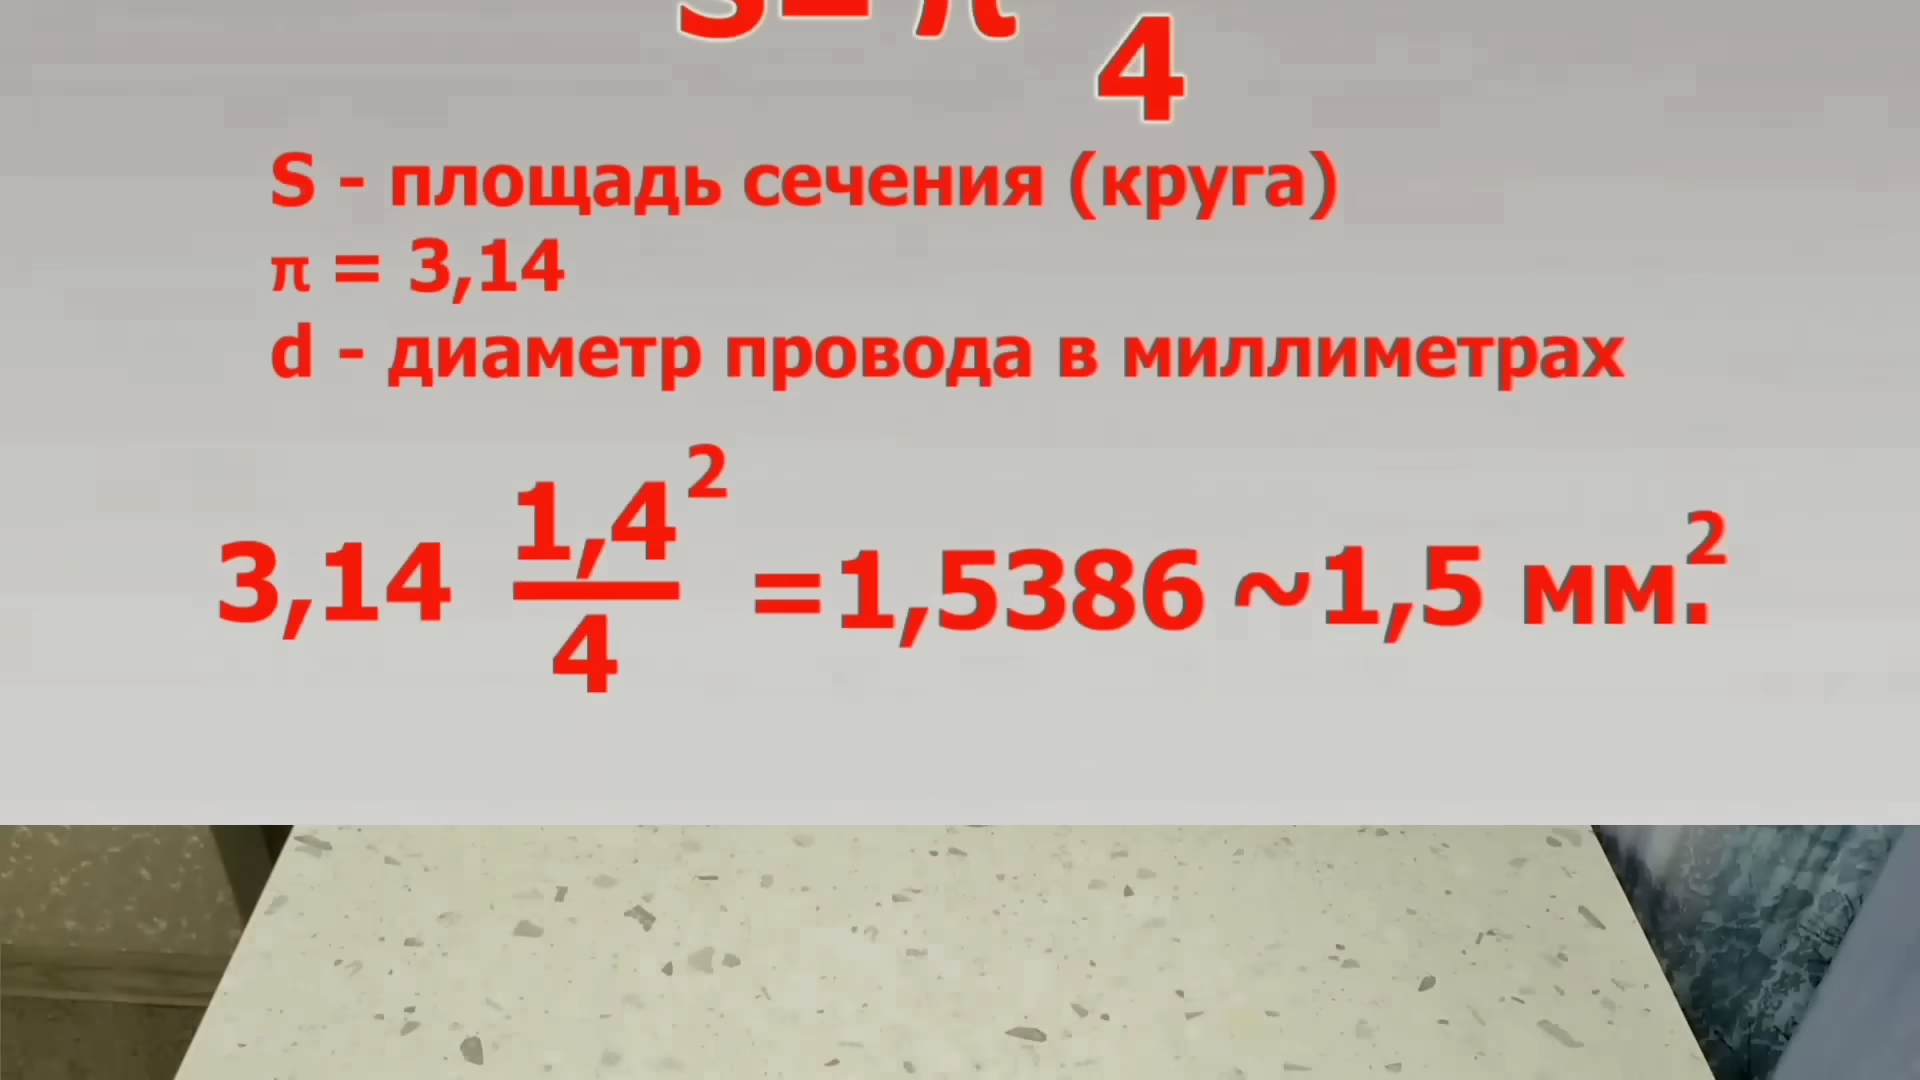 S= π
4
S - площадь сечения (круга)
π = 3,14
d - диаметр провода в миллиметрах
3,14 1,4²/4 =1,5386 ~1,5 мм.²